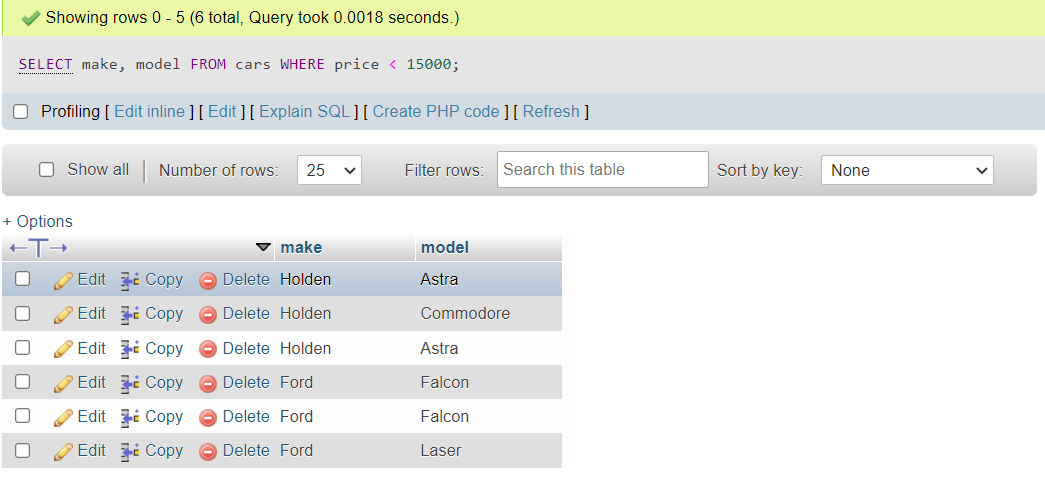 Showing rows 0 - 5 (6 total, Query took 0.0018 seconds.)
SELECT make, model FROM cars WHERE price < 15000;
Profiling [ Edit inline ] [ Edit ] [ Explain SQL ] [ Create PHP code ] [ Refresh ]
Show all Number of rows: 25 Filter rows: Search this table Sort by key: None
+ Options
←T→ make model
Edit Copy Delete Holden Astra
Edit Copy Delete Holden Commodore
Edit Copy Delete Holden Astra
Edit Copy Delete Ford Falcon
Edit Copy Delete Ford Falcon
Edit Copy Delete Ford Laser